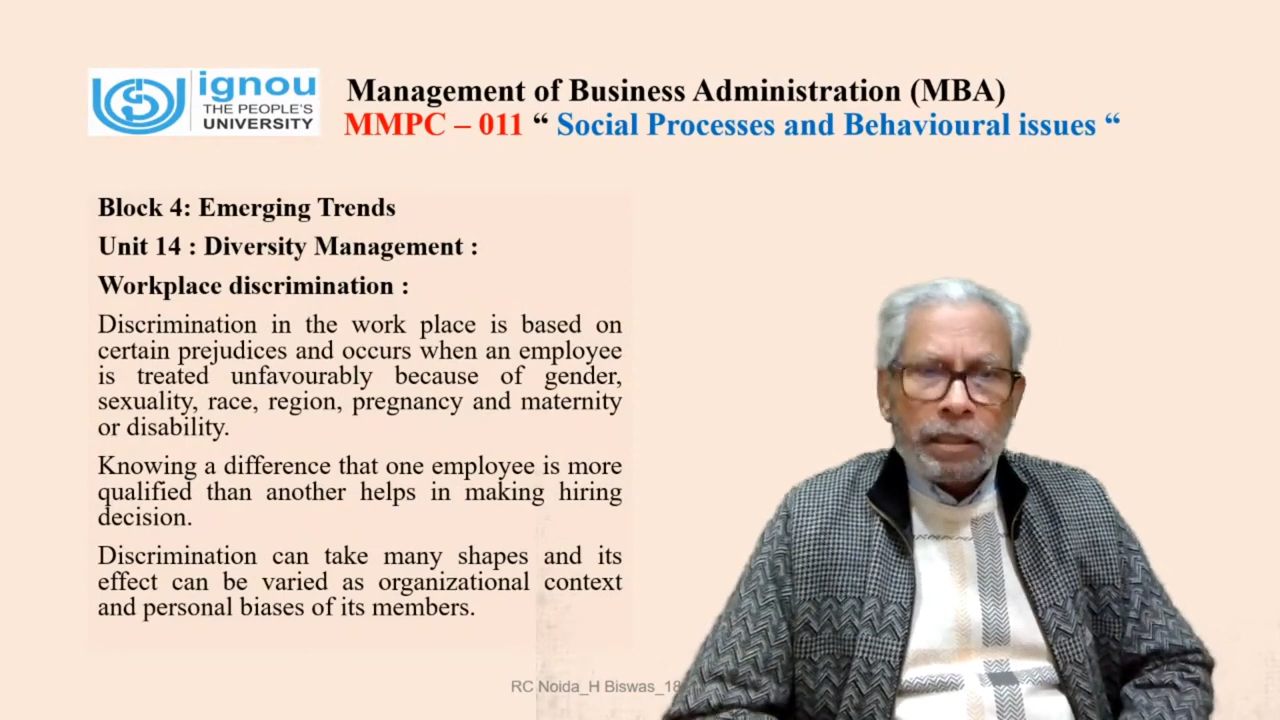 ignou
THE PEOPLE'S
UNIVERSITY
Management of Business Administration (MBA)
MMPC – 011 “ Social Processes and Behavioural issues “
Block 4: Emerging Trends
Unit 14 : Diversity Management :
Workplace discrimination :
Discrimination in the work place is based on
certain prejudices and occurs when an employee
is treated unfavourably because of gender,
sexuality, race, region, pregnancy and maternity
or disability.
Knowing a difference that one employee is more
qualified than another helps in making hiring
decision.
Discrimination can take many shapes and its
effect can be varied as organizational context
and personal biases of its members.
RC Noida_H Biswas_18